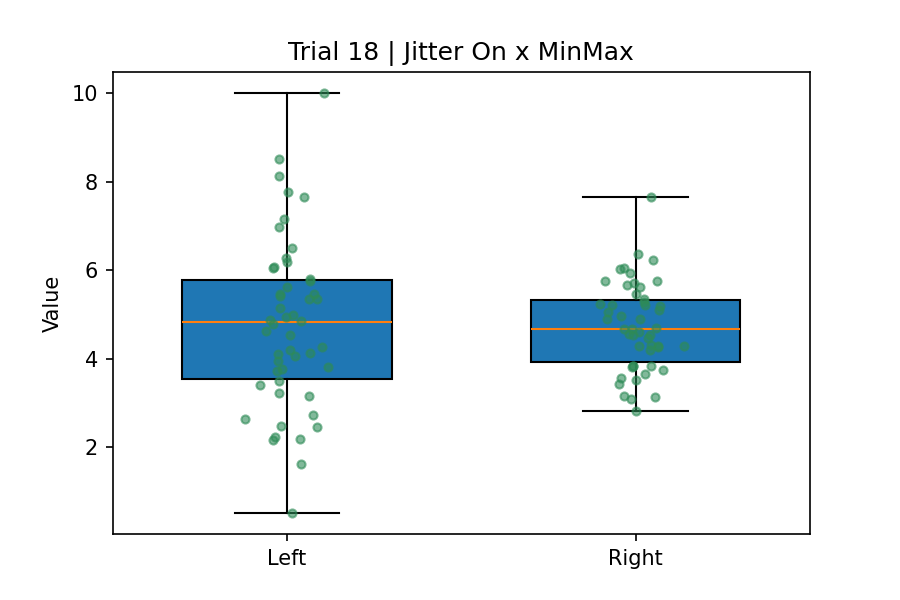 Trial 18 | Jitter On x MinMax
Value
10
8
6
4
2
Left
Right